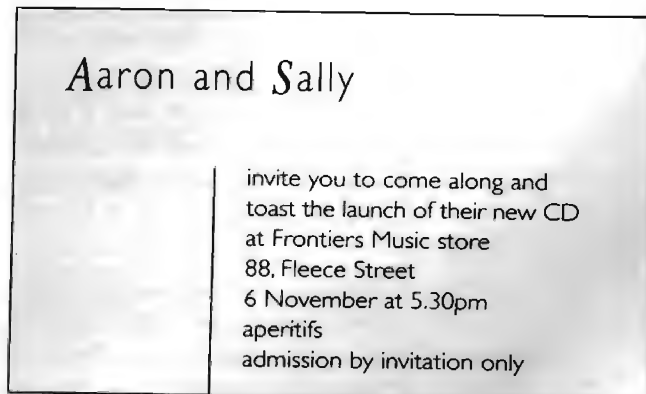 Aaron and Sally
invite you to come along and
toast the launch of their new CD
at Frontiers Music store
88, Fleece Street
6 November at 5.30pm
aperitifs
admission by invitation only